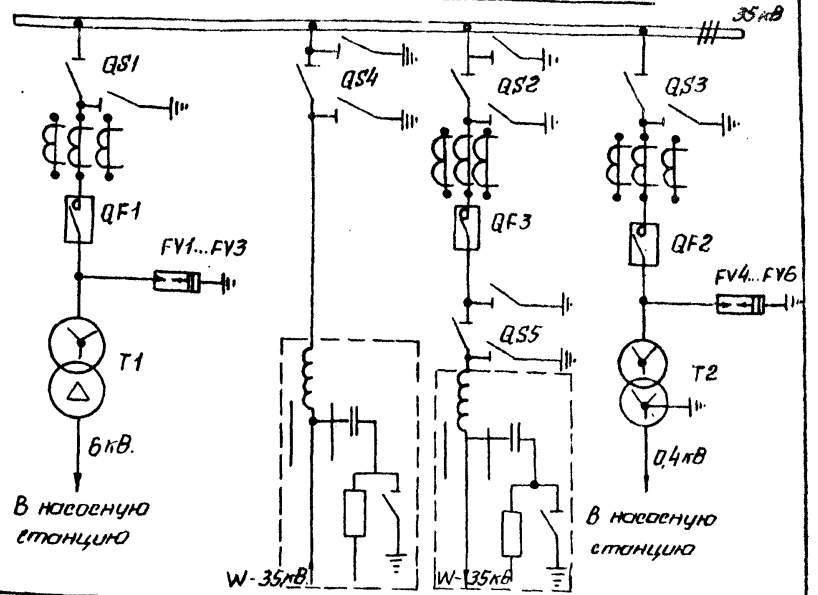 35кВ
QS1
QS4
QS2
QS3
QF1
QF3
QF2
FV1...FV3
FV4...FV6
QS5
T1
T2
6кВ.
0,4кВ
В насосную
станцию
В насосную
станцию
W-35кВ.
W-35кВ